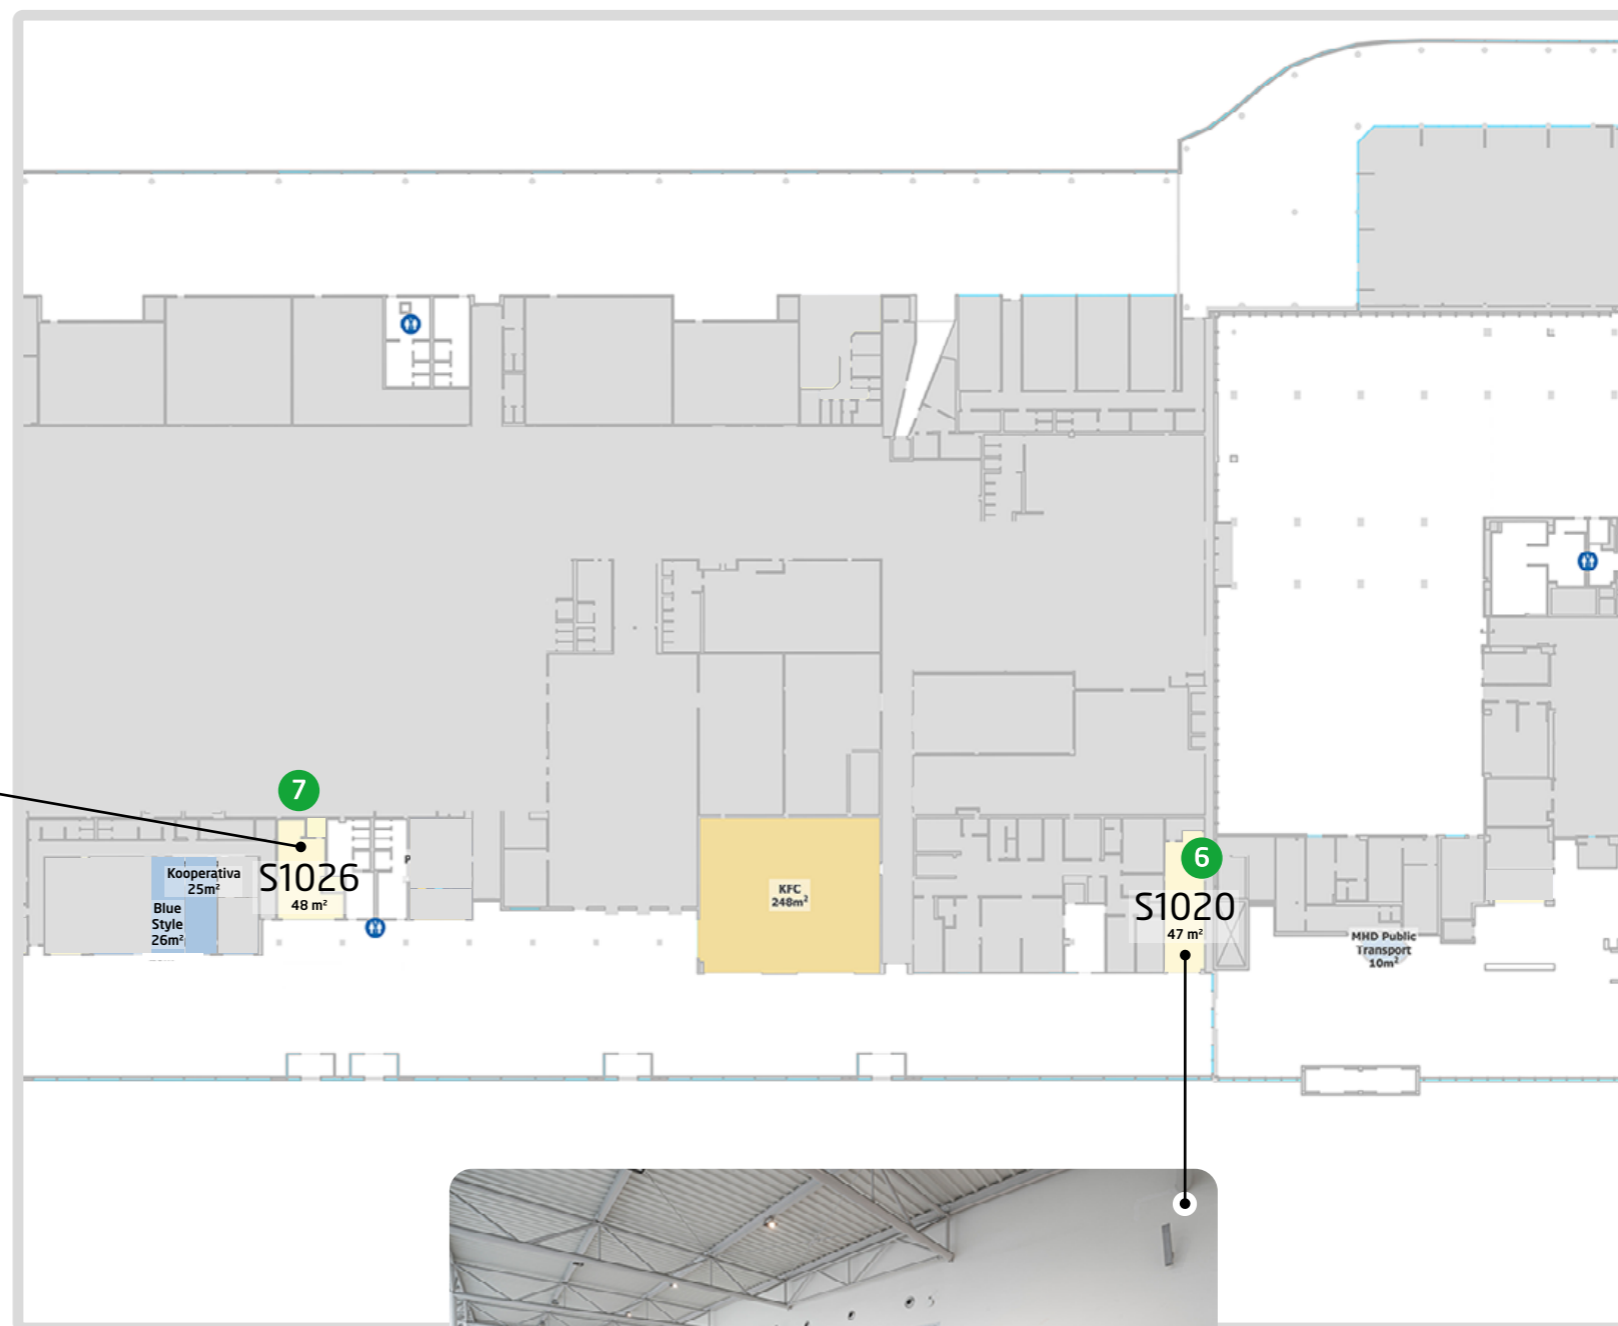 7
Kooperativa
25m²
S1026
48 m²
Blue
Style
26m²
P
KFC
248m²
6
S1020
47 m²
MHD Public
Transport
10m²